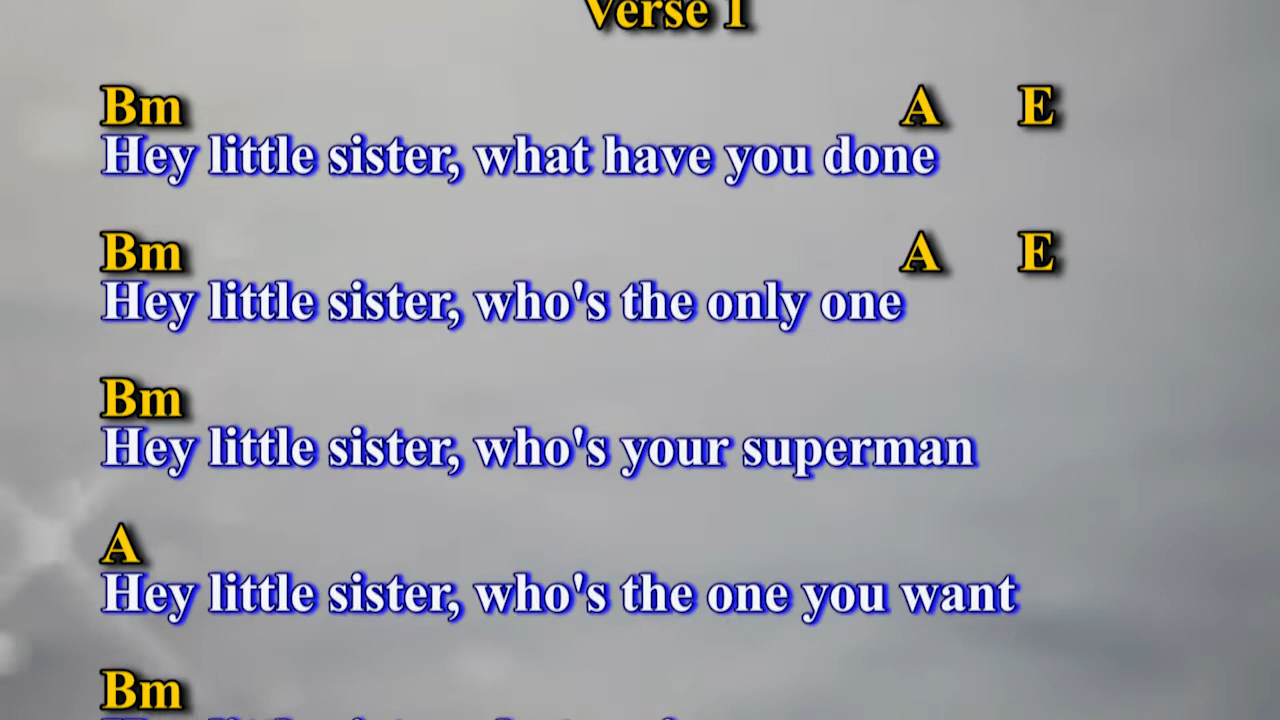 Verse 1
Bm A E
Hey little sister, what have you done
Bm A E
Hey little sister, who's the only one
Bm
Hey little sister, who's your superman
A
Hey little sister, who's the one you want
Bm